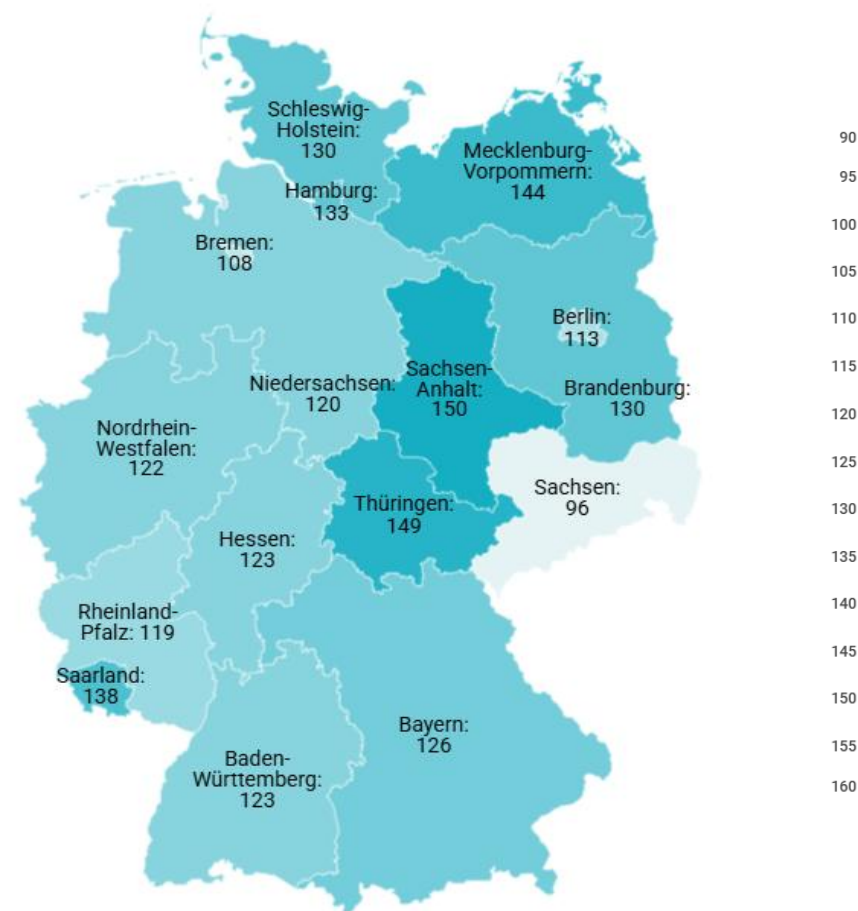 Schleswig-
Holstein:
130
Mecklenburg-
Vorpommern:
144
Hamburg:
133
Bremen:
108
Berlin:
113
Niedersachsen:
120
Sachsen-
Anhalt:
150
Brandenburg:
130
Nordrhein-
Westfalen:
122
Sachsen:
96
Thüringen:
149
Hessen:
123
Rheinland-
Pfalz: 119
Saarland:
138
Bayern:
126
Baden-
Württemberg:
123
90
95
100
105
110
115
120
125
130
135
140
145
150
155
160